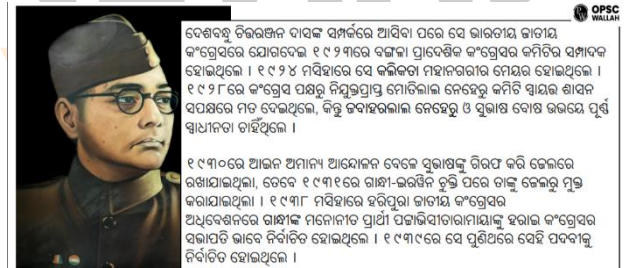 OPSC
WALLAH
ଦେଶବନ୍ଧୁ ଚିତ୍ତରଞ୍ଜନ ଦାସଙ୍କ ସମ୍ପର୍କରେ ଆସିବା ପରେ ସେ ଭାରତୀୟ ଜାତୀୟ
କଂଗ୍ରେସରେ ଯୋଗଦେଇ ୧୯୨୩ରେ ବଙ୍ଗଳା ପ୍ରାଦେଶିକ କଂଗ୍ରେସର କମିଟିର ସମ୍ପାଦକ
ହୋଇଥିଲେ । ୧୯୨୪ ମସିହାରେ ସେ କଲିକତା ମହାନଗରୀର ମେୟର ହୋଇଥିଲେ ।
୧୯୨୮ରେ କଂଗ୍ରେସ ପକ୍ଷରୁ ନିଯୁକ୍ତପ୍ରାପ୍ତ ମୋତିଲାଲ ନେହେରୁ କମିଟି ସ୍ୱାୟତ୍ତ ଶାସନ
ସପକ୍ଷରେ ମତ ଦେଇଥିଲେ, କିନ୍ତୁ ଜବାହରଲାଲ ନେହେରୁ ଓ ସୁଭାଷ ବୋଷ ଉଭୟେ ପୂର୍ଣ୍ଣ
ସ୍ୱାଧୀନତା ଚାହିଁଥିଲେ ।
୧୯୩୦ରେ ଆଇନ ଅମାନ୍ୟ ଆନ୍ଦୋଳନ ବେଳେ ସୁଭାଷଙ୍କୁ ଗିରଫ କରି ଜେଲରେ
ରଖାଯାଇଥିଲା, ତେବେ ୧୯୩୧ରେ ଗାନ୍ଧୀ-ଇରୱିନ ଚୁକ୍ତି ପରେ ତାଙ୍କୁ ଜେଲରୁ ମୁକ୍ତ
କରାଯାଇଥିଲା । ୧୯୩୮ ମସିହାରେ ହରିପୁରା ଜାତୀୟ କଂଗ୍ରେସର
ଅଧିବେଶନରେ ଗାନ୍ଧୀଙ୍କ ମନୋନୀତ ପ୍ରାର୍ଥୀ ପଟ୍ଟାଭିସୀତାରାମାୟାଙ୍କୁ ହରାଇ କଂଗ୍ରେସର
ସଭାପତି ଭାବେ ନିର୍ବାଚିତ ହୋଇଥିଲେ । ୧୯୩୯ରେ ସେ ପୁଣିଥରେ ସେହି ପଦବୀକୁ
ନିର୍ବାଚିତ ହୋଇଥିଲେ ।